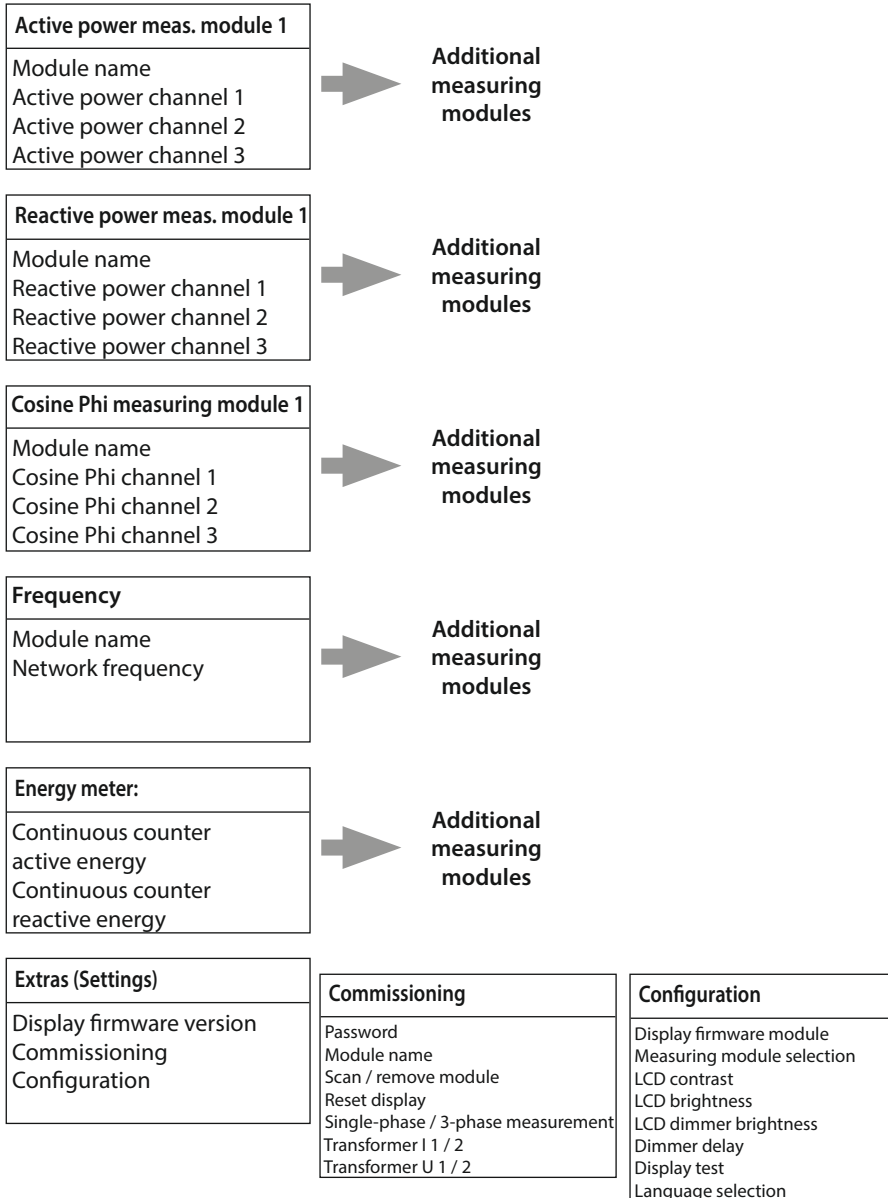 Active power meas. module 1
Module name
Active power channel 1
Active power channel 2
Active power channel 3
Additional
measuring
modules
Reactive power meas. module 1
Module name
Reactive power channel 1
Reactive power channel 2
Reactive power channel 3
Additional
measuring
modules
Cosine Phi measuring module 1
Module name
Cosine Phi channel 1
Cosine Phi channel 2
Cosine Phi channel 3
Additional
measuring
modules
Frequency
Module name
Network frequency
Additional
measuring
modules
Energy meter:
Continuous counter
active energy
Continuous counter
reactive energy
Additional
measuring
modules
Extras (Settings)
Display firmware version
Commissioning
Configuration
Commissioning
Password
Module name
Scan / remove module
Reset display
Single-phase / 3-phase measurement
Transformer I 1 / 2
Transformer U 1 / 2
Configuration
Display firmware module
Measuring module selection
LCD contrast
LCD brightness
LCD dimmer brightness
Dimmer delay
Display test
Language selection